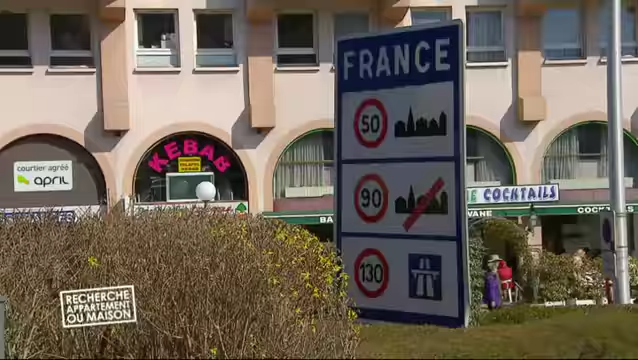 FRANCE
50
90
130
courtier agréé
april
KEBAB
COCKTAILS
RECHERCHE
APPARTEMENT
OU MAISON